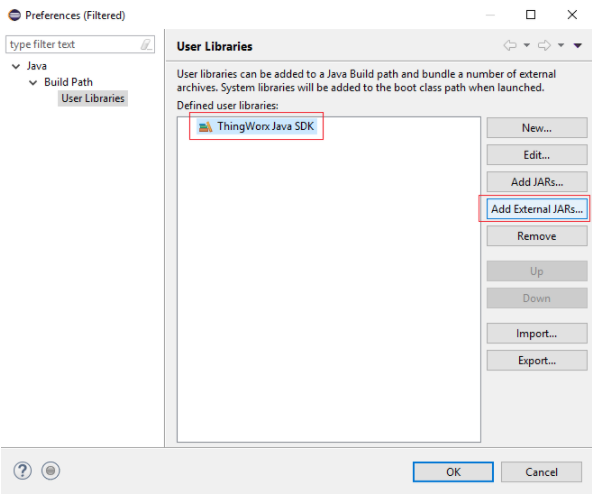 Preferences (Filtered)
type filter text
Java
Build Path
User Libraries
User Libraries
User libraries can be added to a Java Build path and bundle a number of external
archives. System libraries will be added to the boot class path when launched.
Defined user libraries:
ThingWorx Java SDK
New...
Edit...
Add JARs...
Add External JARs...
Remove
Up
Down
Import...
Export...
?
OK
Cancel